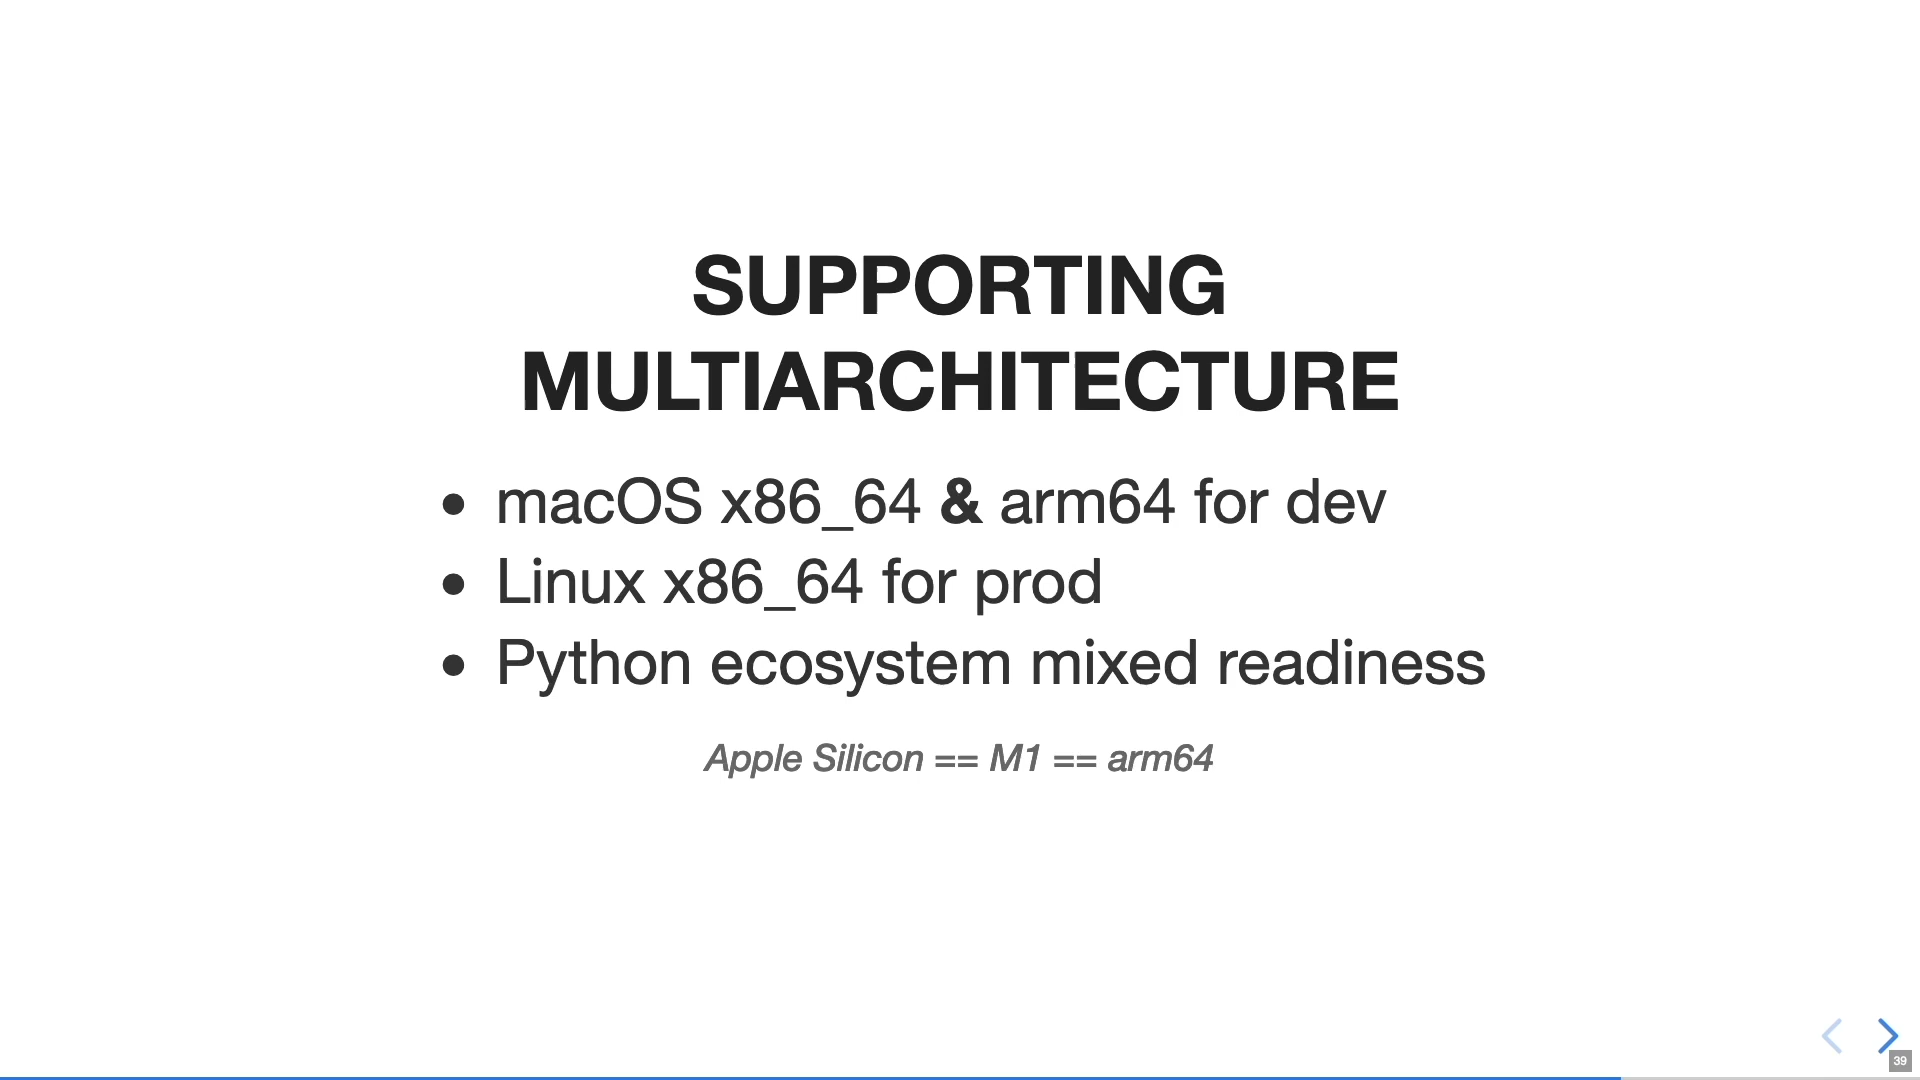 SUPPORTING
MULTIARCHITECTURE
• macOS x86_64 & arm64 for dev
• Linux x86_64 for prod
• Python ecosystem mixed readiness
Apple Silicon == M1 == arm64
39